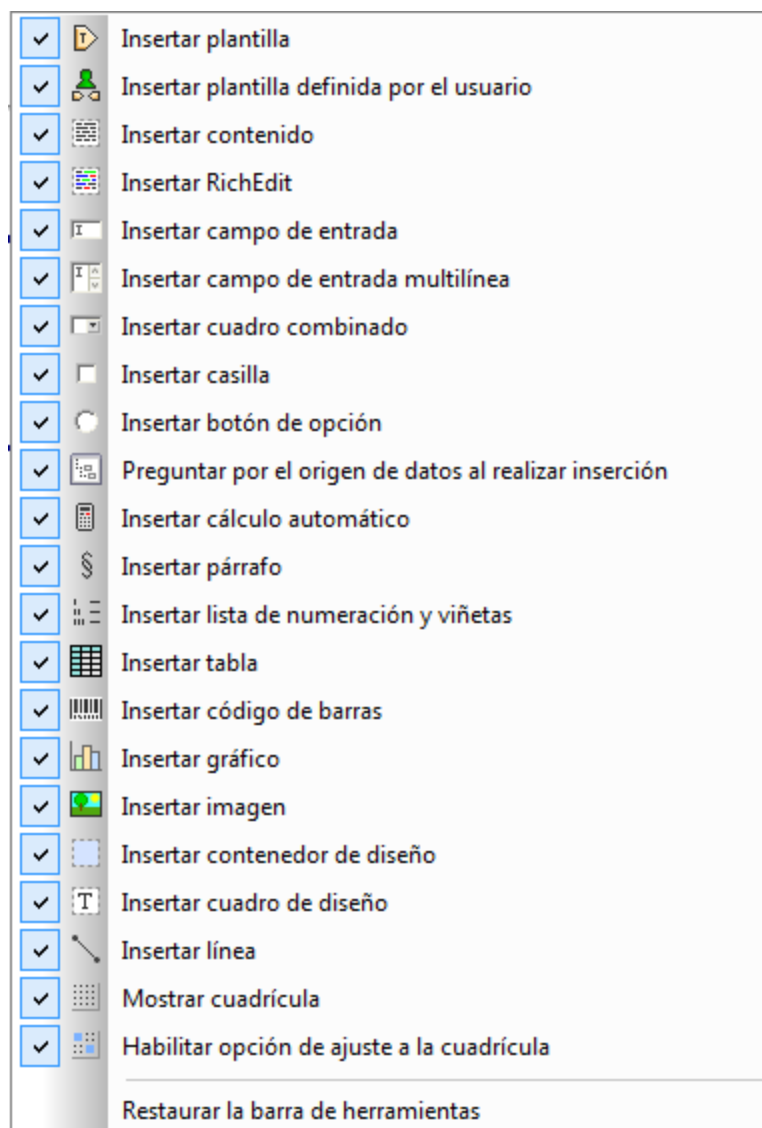 Insertar plantilla
Insertar plantilla definida por el usuario
Insertar contenido
Insertar RichEdit
Insertar campo de entrada
Insertar campo de entrada multilínea
Insertar cuadro combinado
Insertar casilla
Insertar botón de opción
Preguntar por el origen de datos al realizar inserción
Insertar cálculo automático
Insertar párrafo
Insertar lista de numeración y viñetas
Insertar tabla
Insertar código de barras
Insertar gráfico
Insertar imagen
Insertar contenedor de diseño
Insertar cuadro de diseño
Insertar línea
Mostrar cuadrícula
Habilitar opción de ajuste a la cuadrícula
Restaurar la barra de herramientas